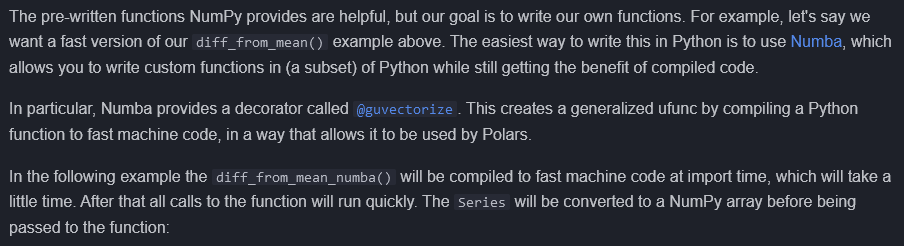 The pre-written functions NumPy provides are helpful, but our goal is to write our own functions. For example, let's say we
want a fast version of our diff_from_mean() example above. The easiest way to write this in Python is to use Numba, which
allows you to write custom functions in (a subset) of Python while still getting the benefit of compiled code.
In particular, Numba provides a decorator called @guvectorize. This creates a generalized ufunc by compiling a Python
function to fast machine code, in a way that allows it to be used by Polars.
In the following example the diff_from_mean_numba() will be compiled to fast machine code at import time, which will take a
little time. After that all calls to the function will run quickly. The Series will be converted to a NumPy array before being
passed to the function: